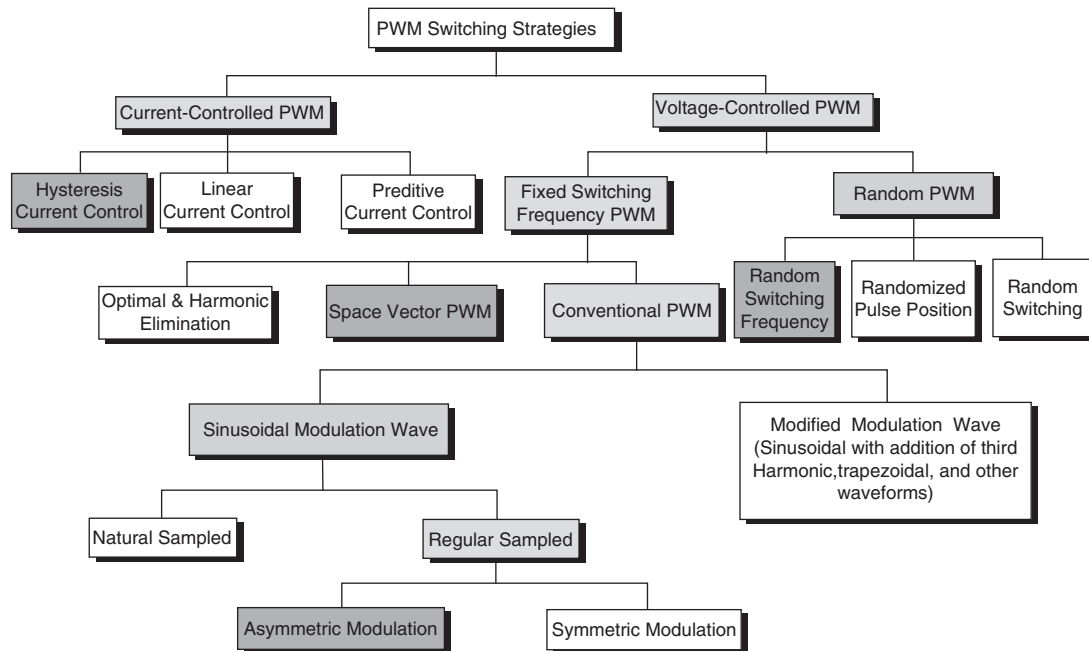 PWM Switching Strategies
Current-Controlled PWM
Voltage-Controlled PWM
Hysteresis
Current Control
Linear
Current Control
Preditive
Current Control
Fixed Switching
Frequency PWM
Random PWM
Optimal & Harmonic
Elimination
Space Vector PWM
Conventional PWM
Random
Switching
Frequency
Randomized
Pulse Position
Random
Switching
Sinusoidal Modulation Wave
Modified Modulation Wave
(Sinusoidal with addition of third
Harmonic,trapezoidal, and other
waveforms)
Natural Sampled
Regular Sampled
Asymmetric Modulation
Symmetric Modulation